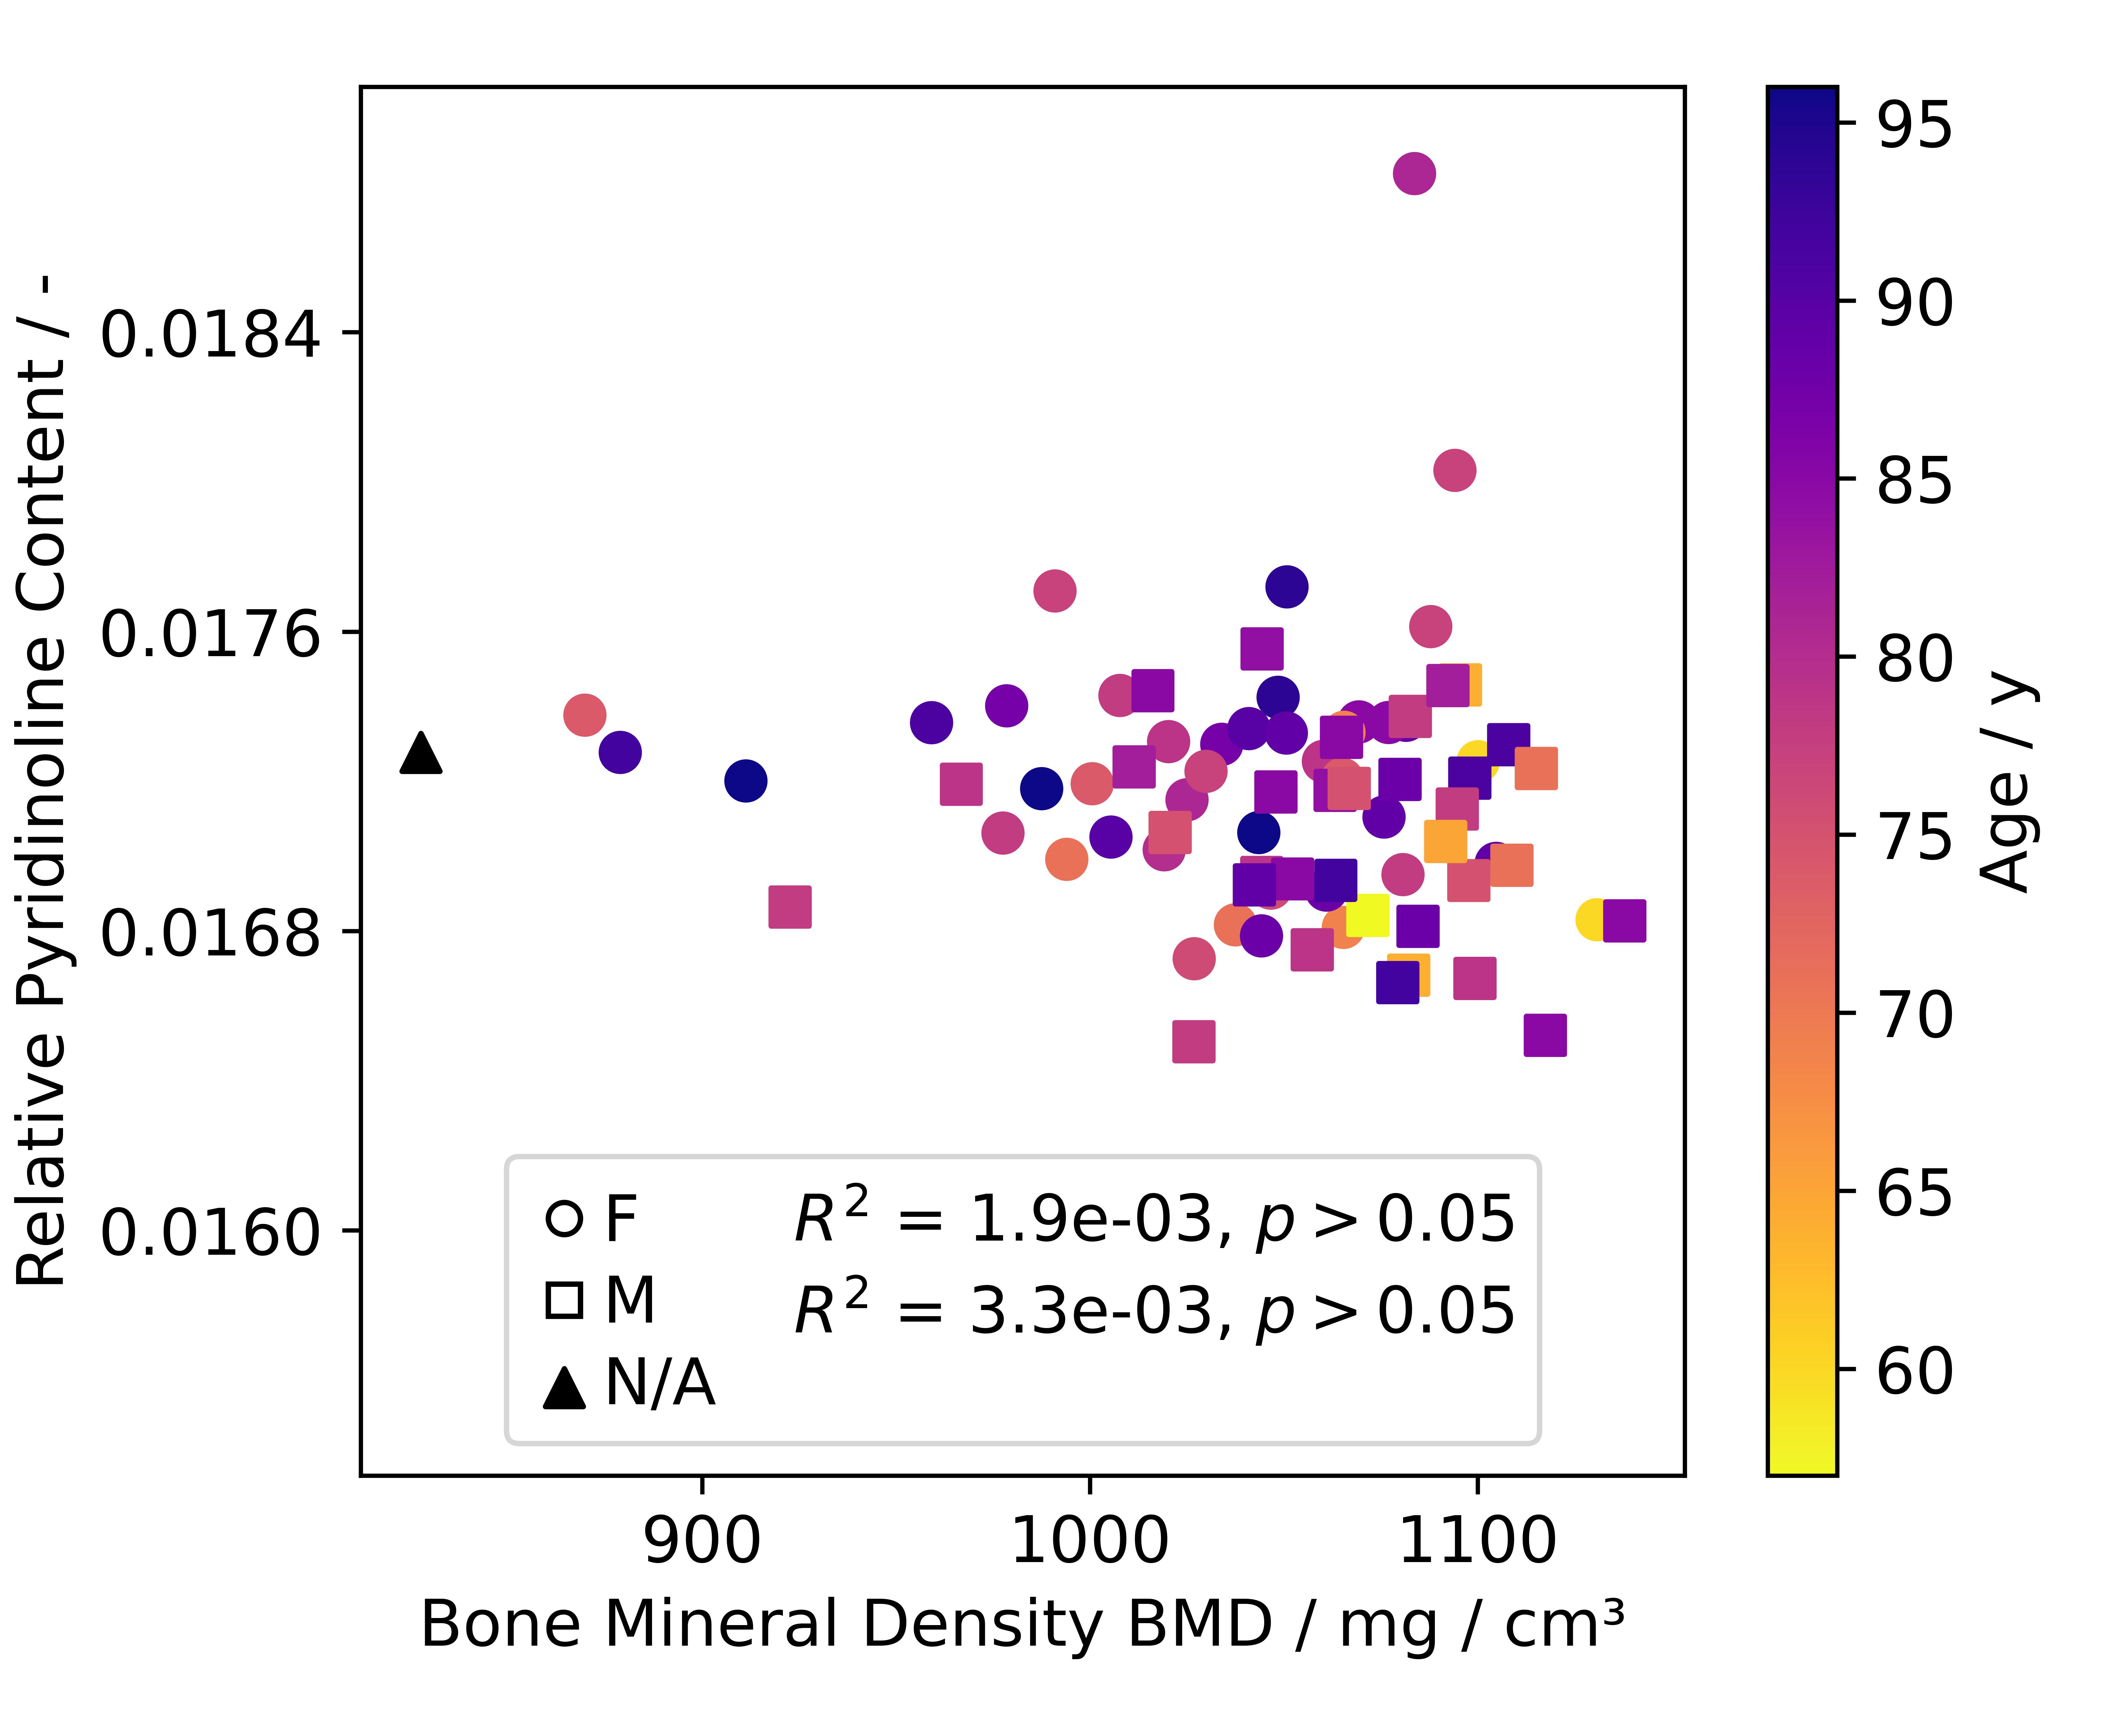 Relative Pyridinoline Content / -
0.0184
0.0176
0.0168
0.0160
F R² = 1.9e-03, p > 0.05
M R² = 3.3e-03, p > 0.05
N/A
900 1000 1100
Bone Mineral Density BMD / mg / cm³
95
90
85
80
75
70
65
60
Age / y